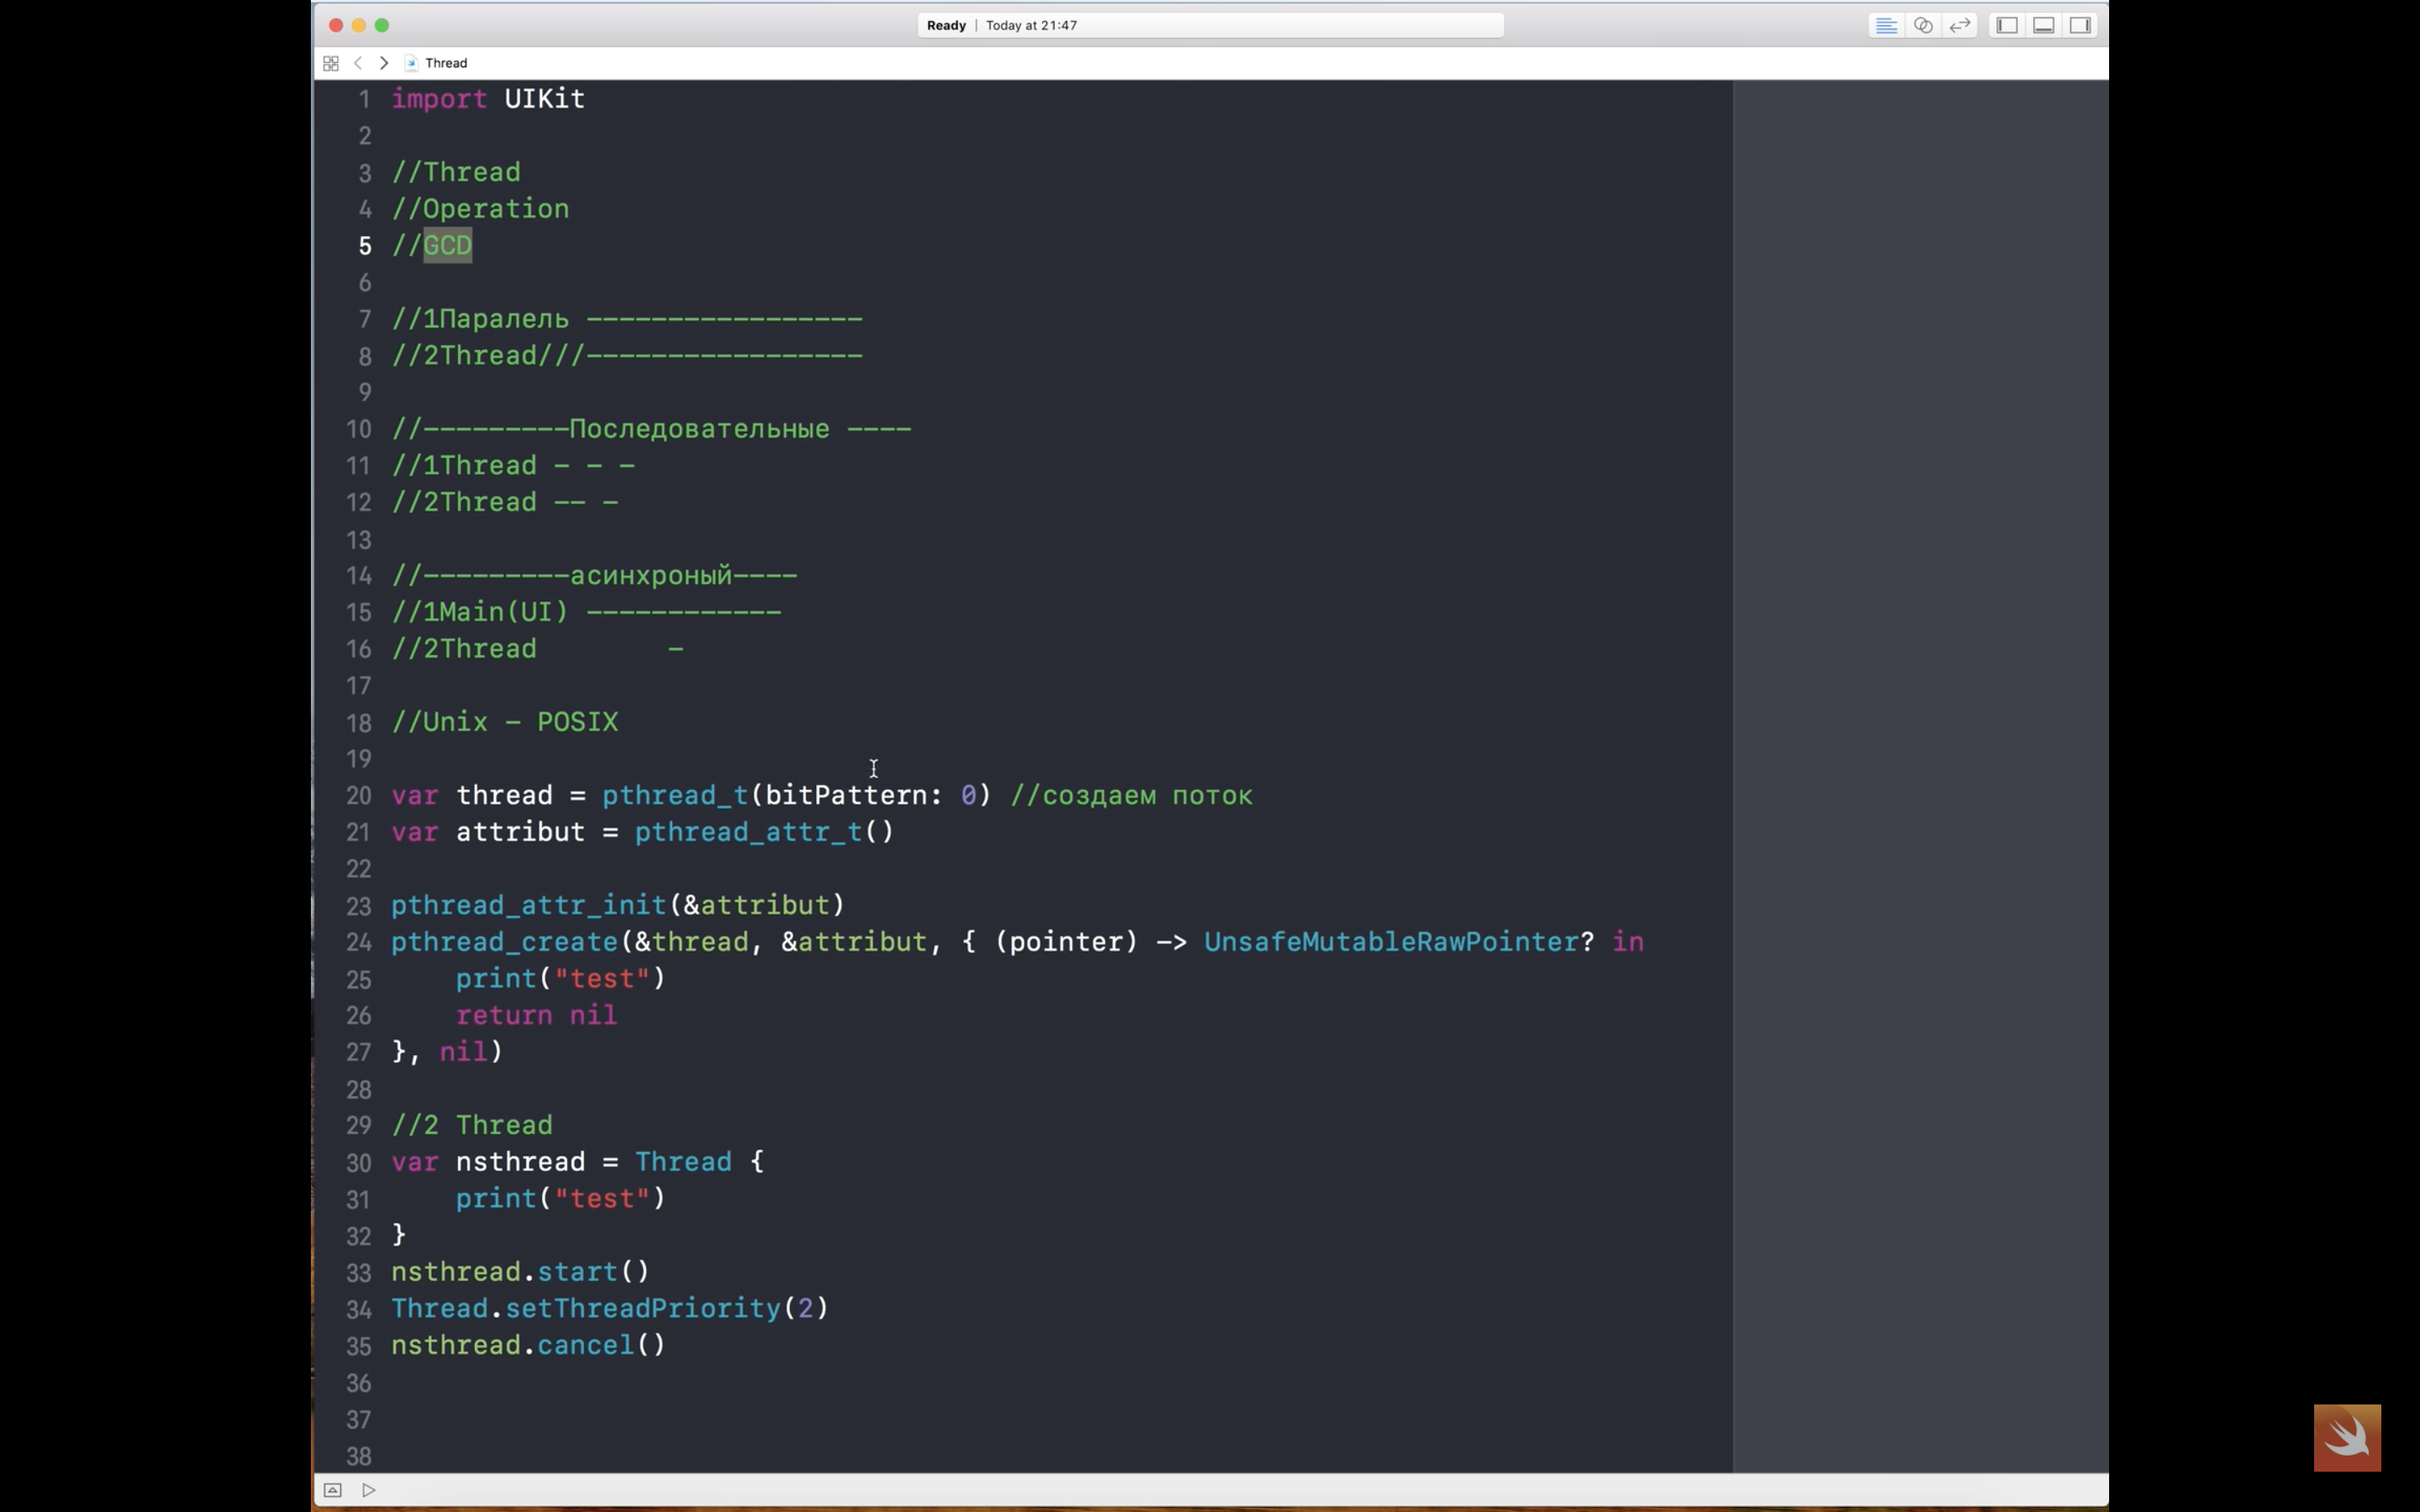 Ready | Today at 21:47
Thread
1 import UIKit
2
3 //Thread
4 //Operation
5 //GCD
6
7 //1Паралель -----------------
8 //2Thread///-----------------
9
10 //---------Последовательные ----
11 //1Thread - - -
12 //2Thread -- -
13
14 //---------асинхроный----
15 //1Main(UI) ------------
16 //2Thread        -
17
18 //Unix - POSIX
19
20 var thread = pthread_t(bitPattern: 0) //создаем поток
21 var attribut = pthread_attr_t()
22
23 pthread_attr_init(&attribut)
24 pthread_create(&thread, &attribut, { (pointer) -> UnsafeMutableRawPointer? in
25     print("test")
26     return nil
27 }, nil)
28
29 //2 Thread
30 var nsthread = Thread {
31     print("test")
32 }
33 nsthread.start()
34 Thread.setThreadPriority(2)
35 nsthread.cancel()
36
37
38